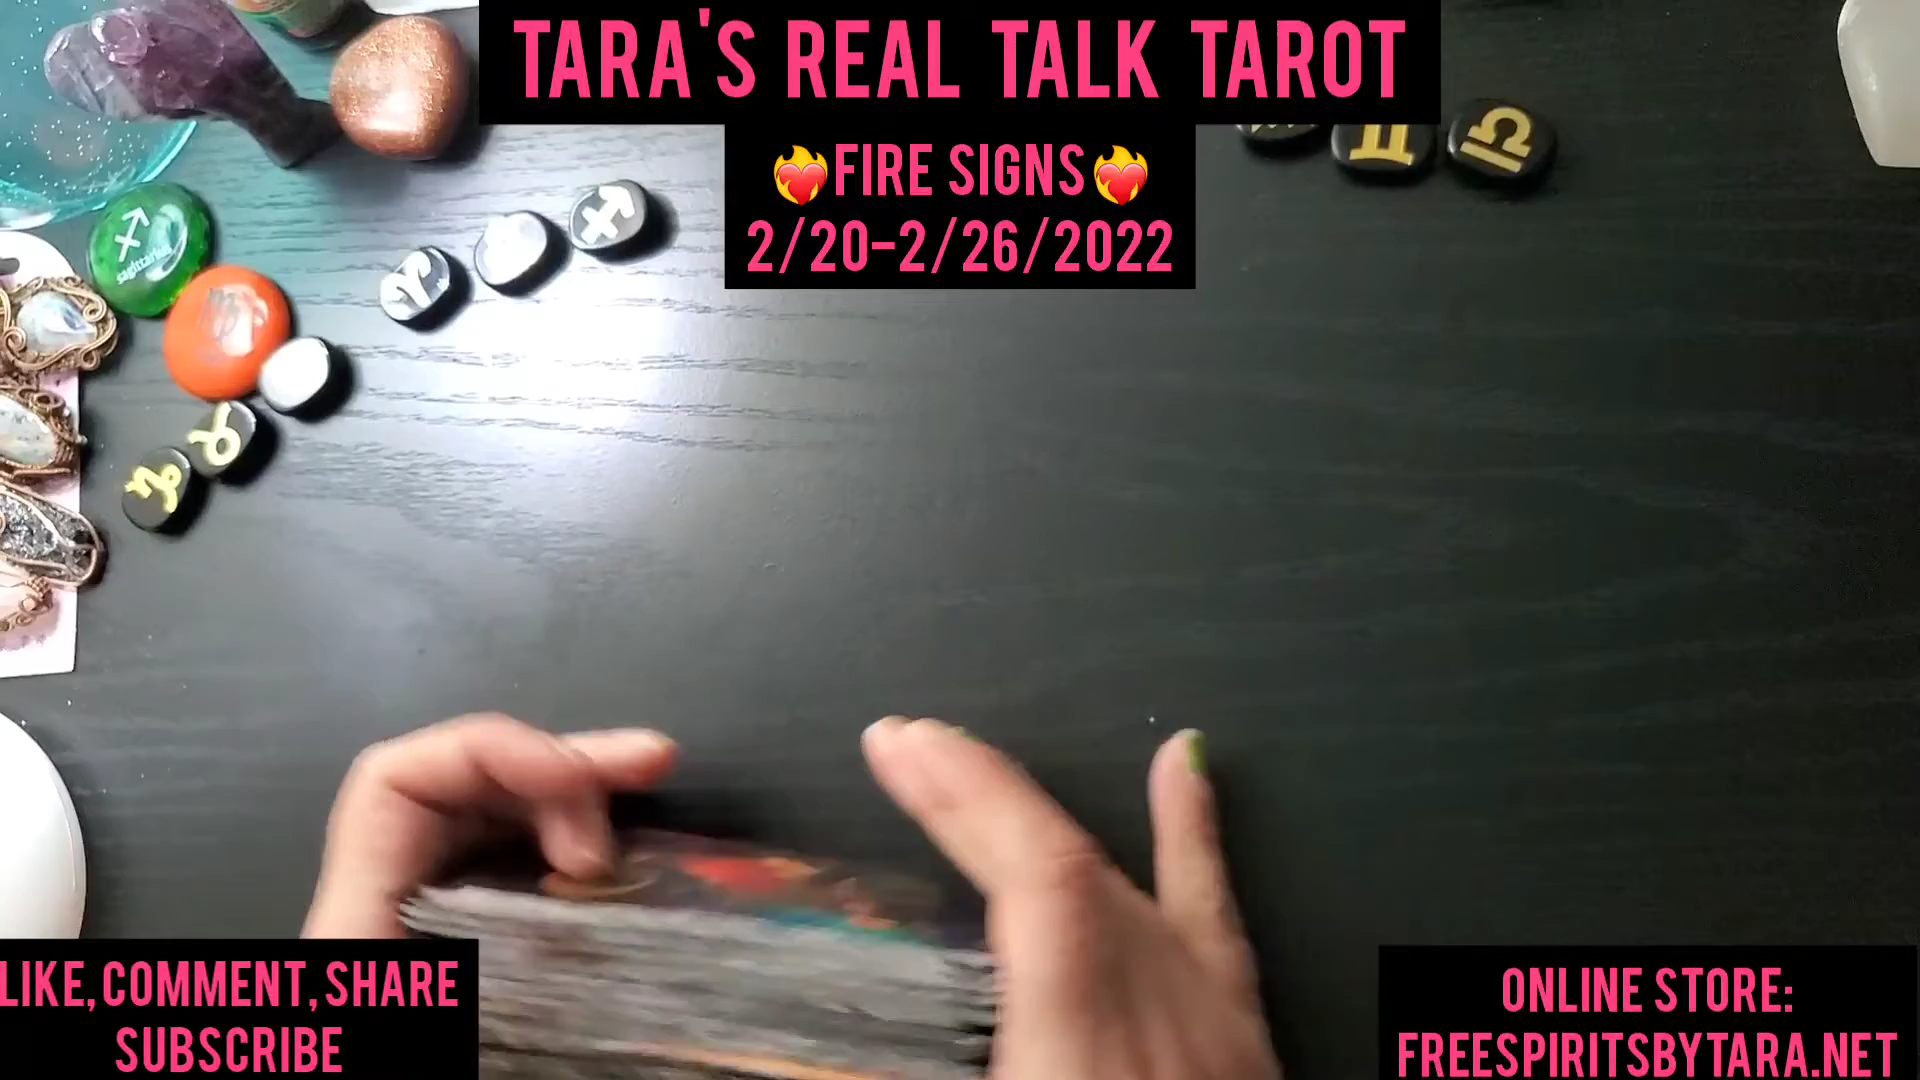 TARA'S REAL TALK TAROT
❤️‍🔥FIRE SIGNS❤️‍🔥
2/20-2/26/2022
sagittarius
LIKE, COMMENT, SHARE
SUBSCRIBE
ONLINE STORE:
FREESPIRITSBYTARA.NET